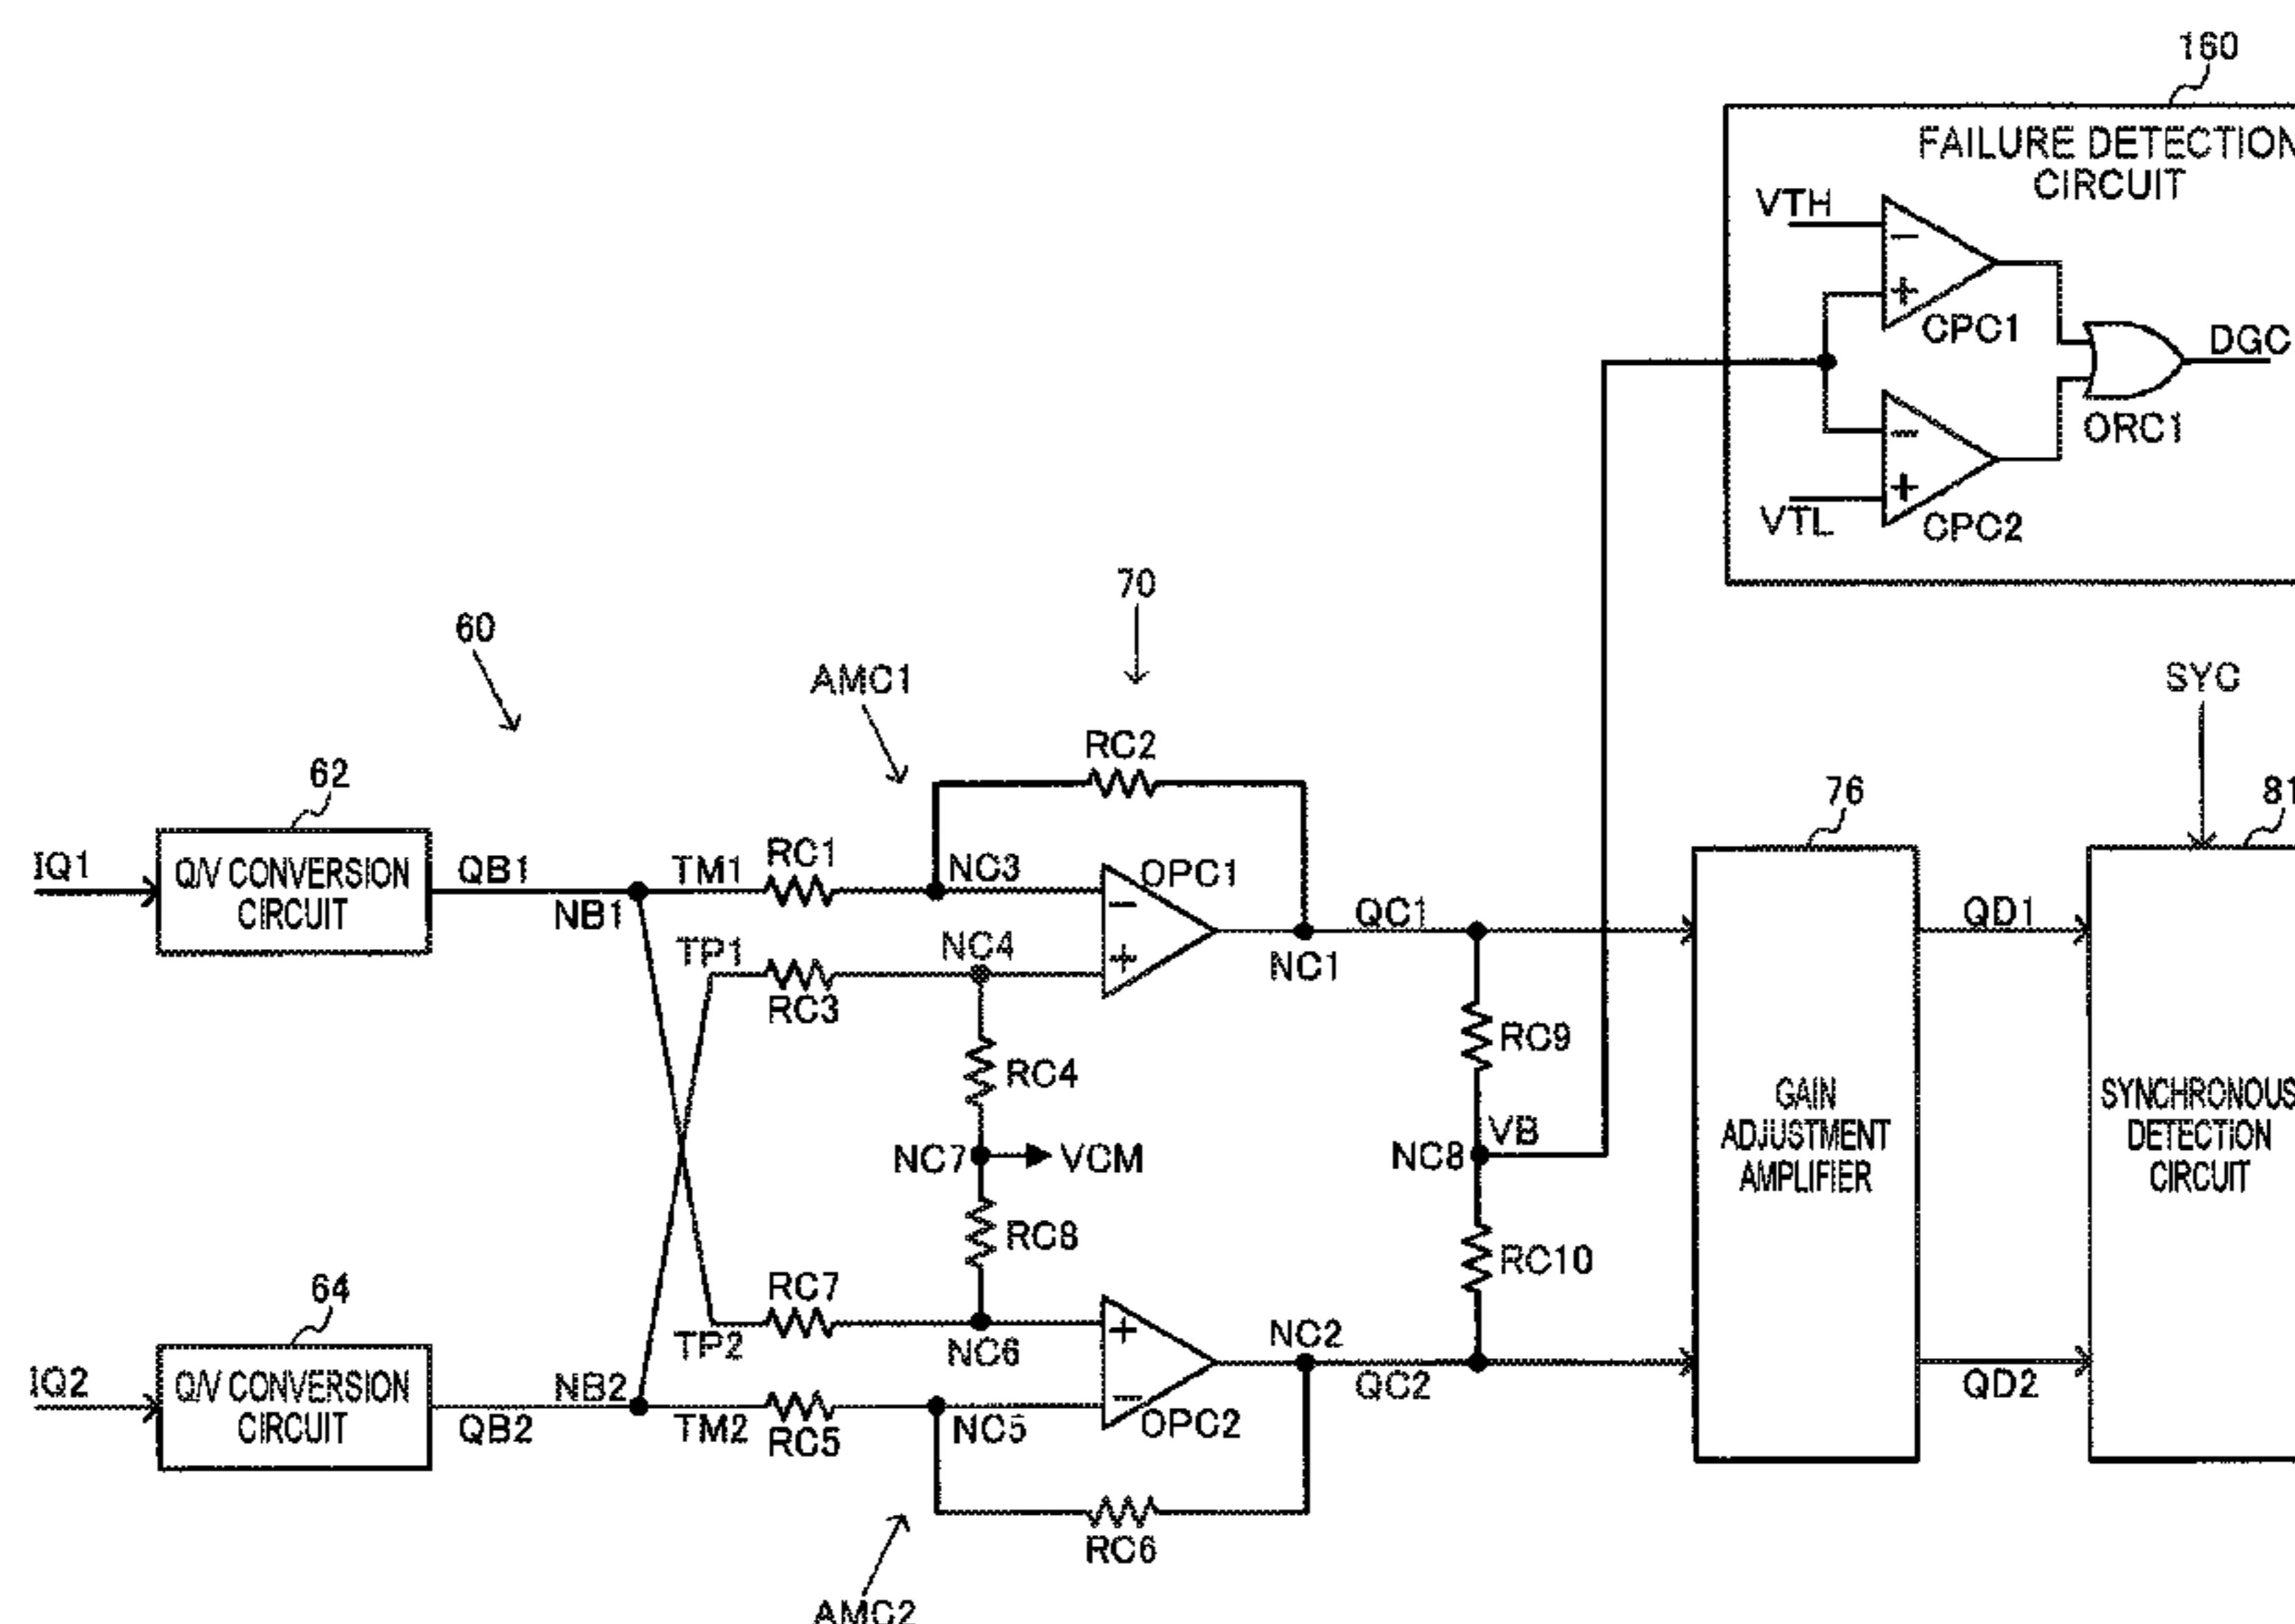 160
FAILURE DETECTION
CIRCUIT
VTH
−
+
CPC1
DGC
ORC1
−
+
VTL
CPC2
70
60
AMC1
SYC
RC2
62
76
81
IQ1
Q/V CONVERSION
CIRCUIT
QB1
NB1
TM1
RC1
NC3
OPC1
−
+
TP1
RC3
NC4
NC1
QC1
QD1
RC4
RC9
NC7
VCM
NC8
VB
GAIN
ADJUSTMENT
AMPLIFIER
SYNCHRONOUS
DETECTION
CIRCUIT
RC8
RC10
64
RC7
TP2
NC6
+
−
OPC2
NC2
QC2
QD2
IQ2
Q/V CONVERSION
CIRCUIT
QB2
NB2
TM2
RC5
NC5
RC6
AMC2